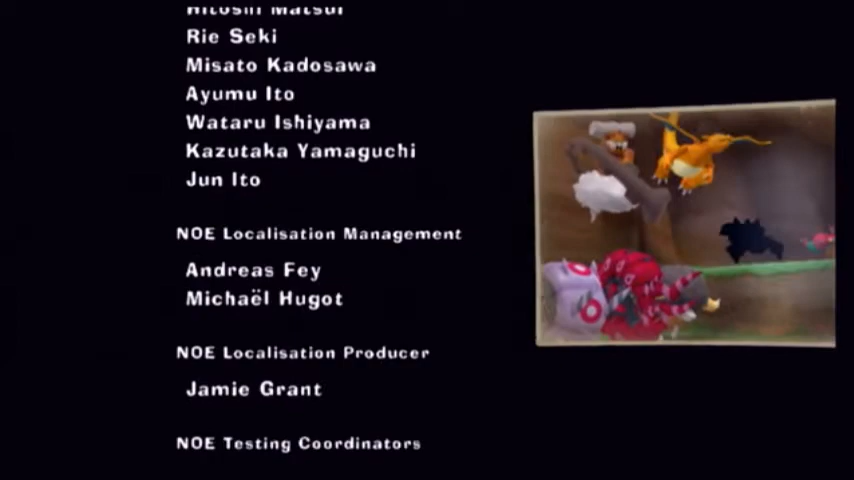 Rie Seki
Misato Kadosawa
Ayumu Ito
Wataru Ishiyama
Kazutaka Yamaguchi
Jun Ito
NOE Localisation Management
Andreas Fey
Michaël Hugot
NOE Localisation Producer
Jamie Grant
NOE Testing Coordinators